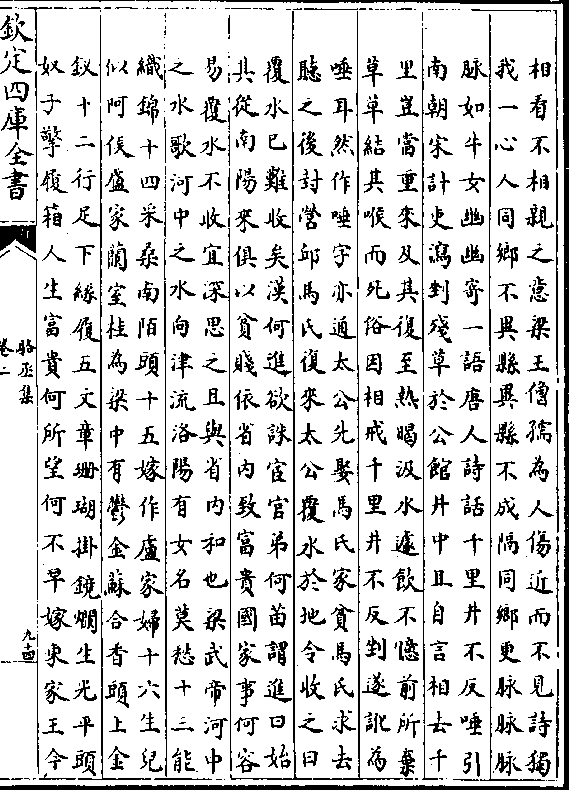 相看不相親之意梁王僧孺為人傷近而不見詩獨
我一心人同鄉不異縣異縣不成隔同鄉更脉脉脉
脉如牛女幽幽寄一語唐人詩話千里井不反唾引
南朝宋計吏瀉剉殘草於公館井中且自言相去千
里豈當重來及其復至熱暍汲水遽飲不憶前所棄
草草結其喉而死俗因相戒千里井不反剉遂訛為
唾耳然作唾字亦通太公先娶馬氏家貧馬氏求去
聽之後封營邱馬氏復來太公覆水於地令收之曰
覆水已難收矣漢何進欲誅宦官弟何苗謂進曰始
其從南陽來俱以貧賤依省内致富貴國家事何容
易覆水不收宜深思之且與省内和也梁武帝河中
之水歌河中之水向津流洛陽有女名莫愁十三能
織錦十四采桑南陌頭十五嫁作盧家婦十六生兒
似阿侯盧家蘭室桂為梁中有鬱金蘇合香頭上金
釵十二行足下絲履五文章珊瑚掛鏡爛生光平頭
奴子擎履箱人生富貴何所望何不早嫁東家王今
欽定四庫全書
駱丞集
卷二
九十四